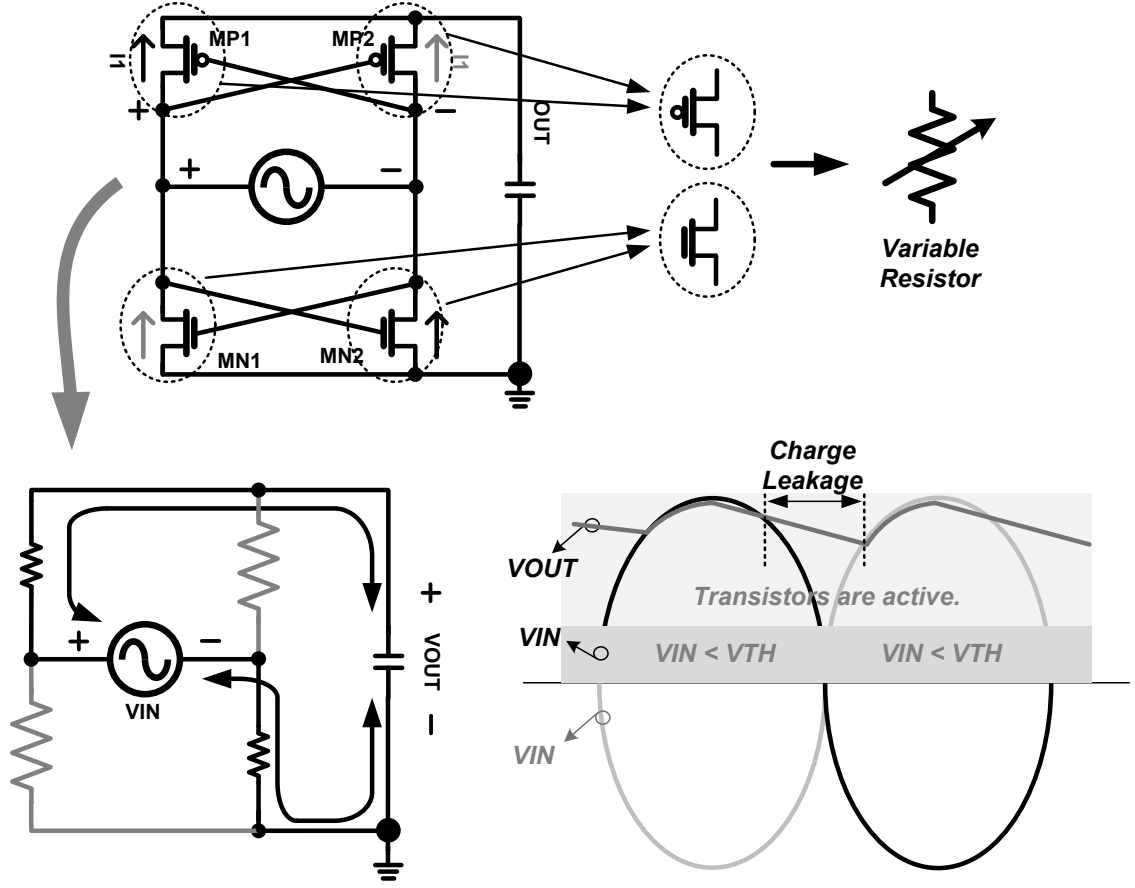 MP1
MP2
I1
I1
+
−
OUT
+
−
MN1
MN2
Variable
Resistor
+
−
VIN
+
VOUT
−
Charge
Leakage
VOUT
Transistors are active.
VIN
VIN < VTH
VIN < VTH
VIN